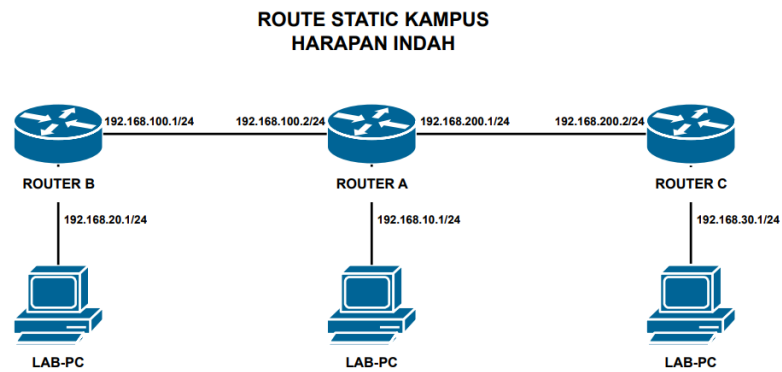 ROUTE STATIC KAMPUS
HARAPAN INDAH
192.168.100.1/24
192.168.100.2/24
192.168.200.1/24
192.168.200.2/24
ROUTER B
ROUTER A
ROUTER C
192.168.20.1/24
192.168.10.1/24
192.168.30.1/24
LAB-PC
LAB-PC
LAB-PC